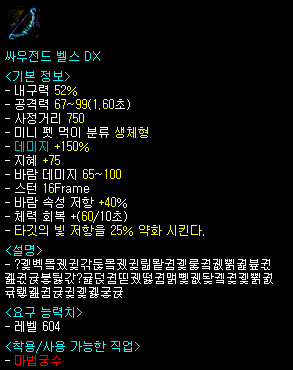 싸우전드 벨스 DX
<기본 정보>
- 내구력 52%
- 공격력 67~99(1.60초)
- 사정거리 750
- 미니 펫 먹이 분류 생체형
- 데미지 +150%
- 지혜 +75
- 바람 데미지 65~100
- 스턴 16Frame
- 바람 속성 저항 +40%
- 체력 회복 +(60/10초)
- 타깃의 빛 저항을 25% 약화 시킨다.
<설명>
<요구 능력치>
- 레벨 604
<착용/사용 가능한 직업>
- 마법궁수